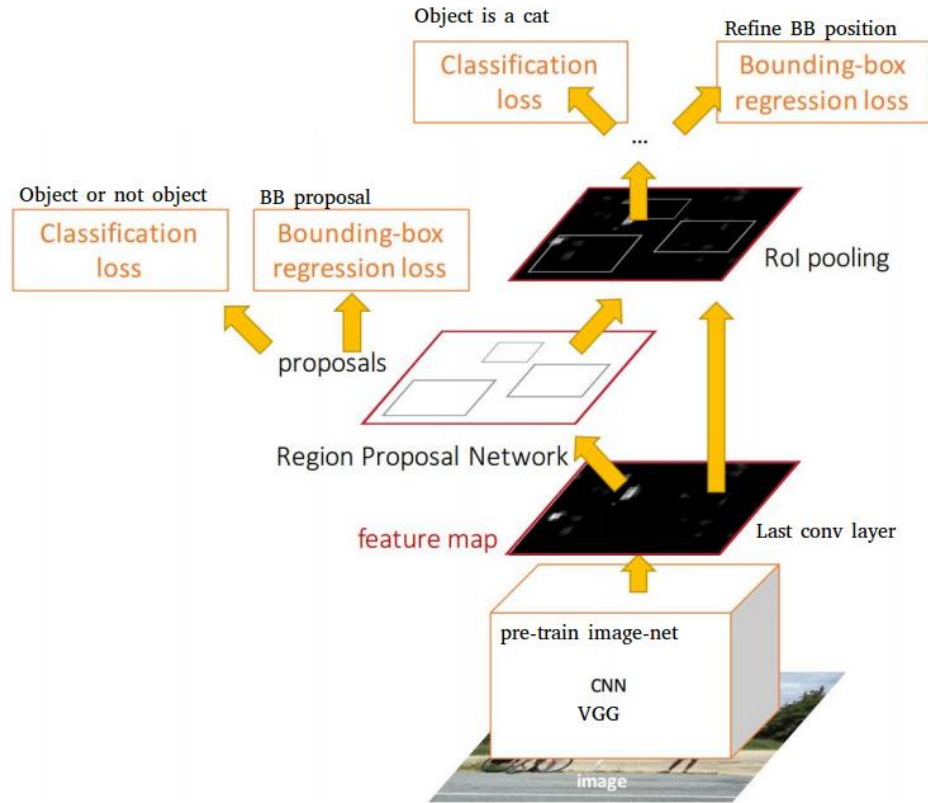 Object is a cat
Classification
loss
Refine BB position
Bounding-box
regression loss
...
Object or not object
Classification
loss
BB proposal
Bounding-box
regression loss
RoI pooling
proposals
Region Proposal Network
feature map
Last conv layer
pre-train image-net
CNN
VGG
image